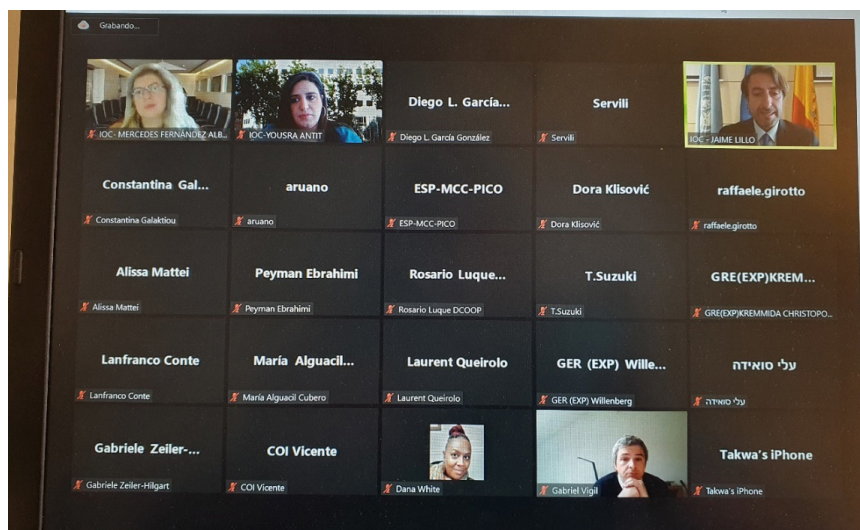 Grabando...
IOC- MERCEDES FERNÁNDEZ ALB...
IOC-YOUSRA ANTIT
Diego L. García...
Diego L. García González
Servili
Servili
IOC - JAIME LILLO
Constantina Gal...
Constantina Galaktiou
aruano
aruano
ESP-MCC-PICO
ESP-MCC-PICO
Dora Klisović
Dora Klisović
raffaele.girotto
raffaele.girotto
Alissa Mattei
Alissa Mattei
Peyman Ebrahimi
Peyman Ebrahimi
Rosario Luque...
Rosario Luque DCOOP
T.Suzuki
T.Suzuki
GRE(EXP)KREM...
GRE(EXP)KREMMIDA CHRISTOPO...
Lanfranco Conte
Lanfranco Conte
María Alguacil...
María Alguacil Cubero
Laurent Queirolo
Laurent Queirolo
GER (EXP) Wille...
GER (EXP) Willenberg
עלי סואידה
עלי סואידה
Gabriele Zeiler-...
Gabriele Zeiler-Hilgart
COI Vicente
COI Vicente
Dana White
Gabriel Vigil
Takwa's iPhone
Takwa's iPhone